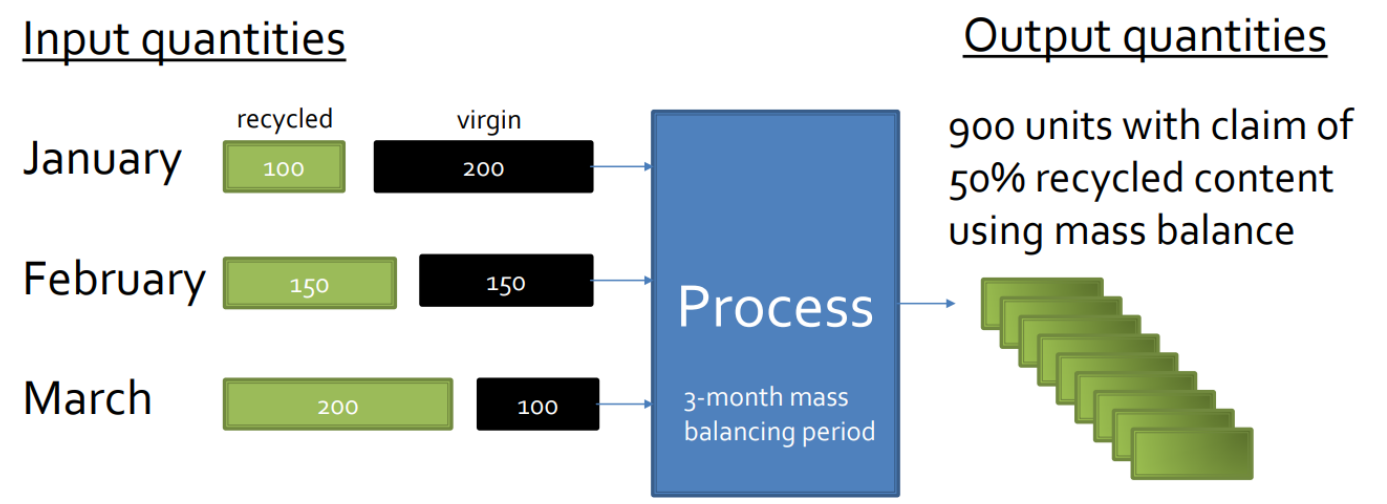 Input quantities
Output quantities
recycled
virgin
January
100
200
900 units with claim of
50% recycled content
using mass balance
February
150
150
Process
March
200
100
3-month mass
balancing period